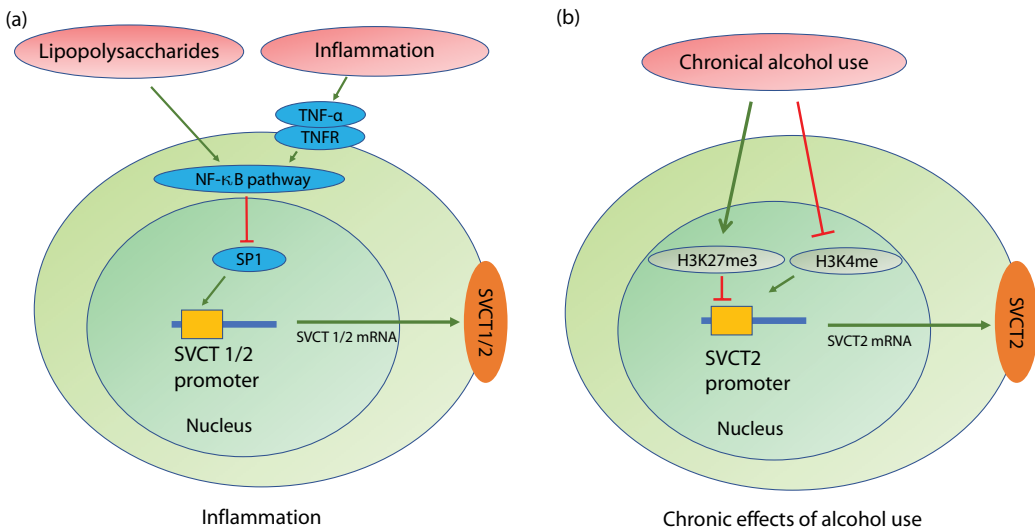 (a)
Lipopolysaccharides
Inflammation
TNF-α
TNFR
NF-κB pathway
SP1
SVCT 1/2
promoter
SVCT 1/2 mRNA
SVCT1/2
Nucleus
Inflammation
(b)
Chronical alcohol use
H3K27me3
H3K4me
SVCT2
promoter
SVCT2 mRNA
SVCT2
Nucleus
Chronic effects of alcohol use